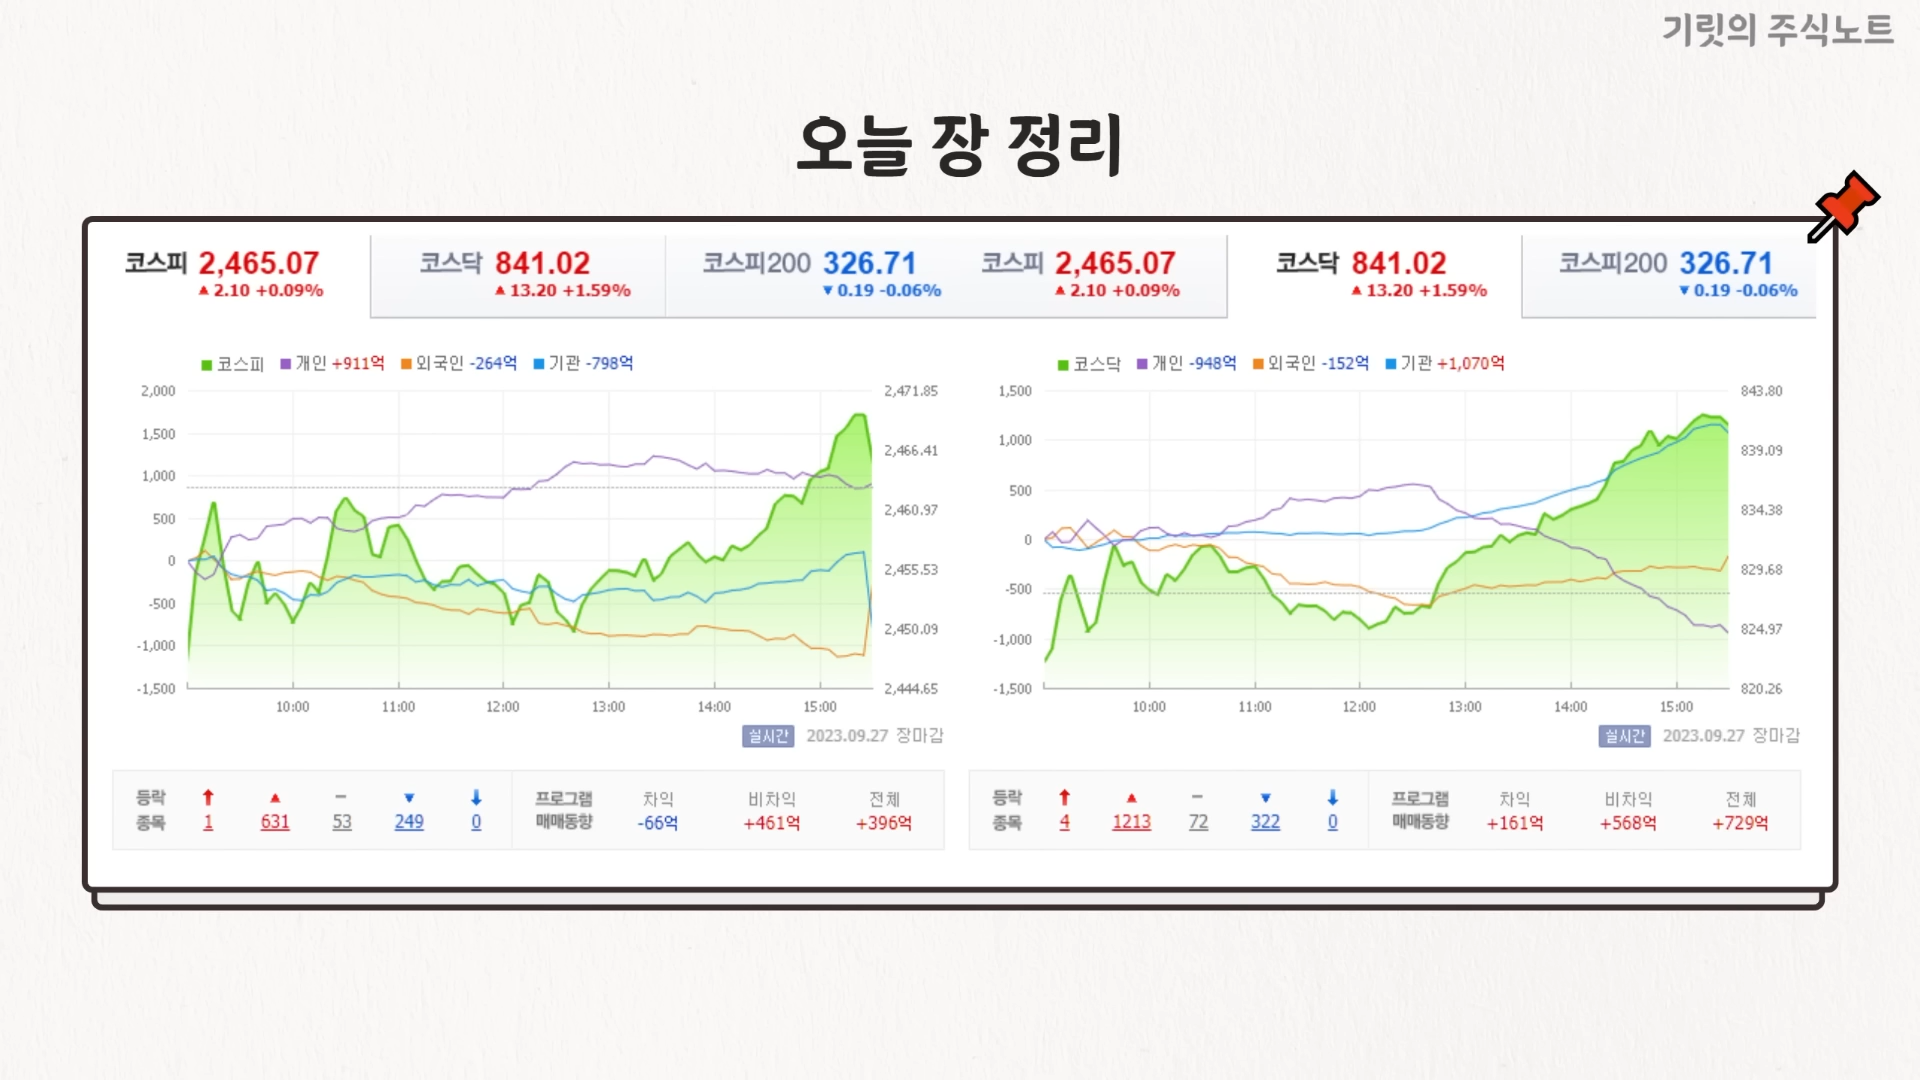 기릿의 주식노트
오늘 장 정리
코스피 2,465.07
▲ 2.10 +0.09%
코스닥 841.02
▲ 13.20 +1.59%
코스피200 326.71
▼ 0.19 -0.06%
코스피 2,465.07
▲ 2.10 +0.09%
코스닥 841.02
▲ 13.20 +1.59%
코스피200 326.71
▼ 0.19 -0.06%
코스피 개인 +911억 외국인 -264억 기관 -798억
2,000 2,471.85
1,500 2,466.41
1,000 2,460.97
500 2,455.53
0 2,450.09
-500 2,444.65
-1,000
-1,500
10:00 11:00 12:00 13:00 14:00 15:00
실시간 2023.09.27 장마감
등락 ↑ ▲ － ▼ ↓ 프로그램 차익 비차익 전체
종목 1 631 53 249 0 매매동향 -66억 +461억 +396억
코스닥 개인 -948억 외국인 -152억 기관 +1,070억
1,500 843.80
1,000 839.09
500 834.38
0 829.68
-500 824.97
-1,000 820.26
-1,500
10:00 11:00 12:00 13:00 14:00 15:00
실시간 2023.09.27 장마감
등락 ↑ ▲ － ▼ ↓ 프로그램 차익 비차익 전체
종목 4 1213 72 322 0 매매동향 +161억 +568억 +729억